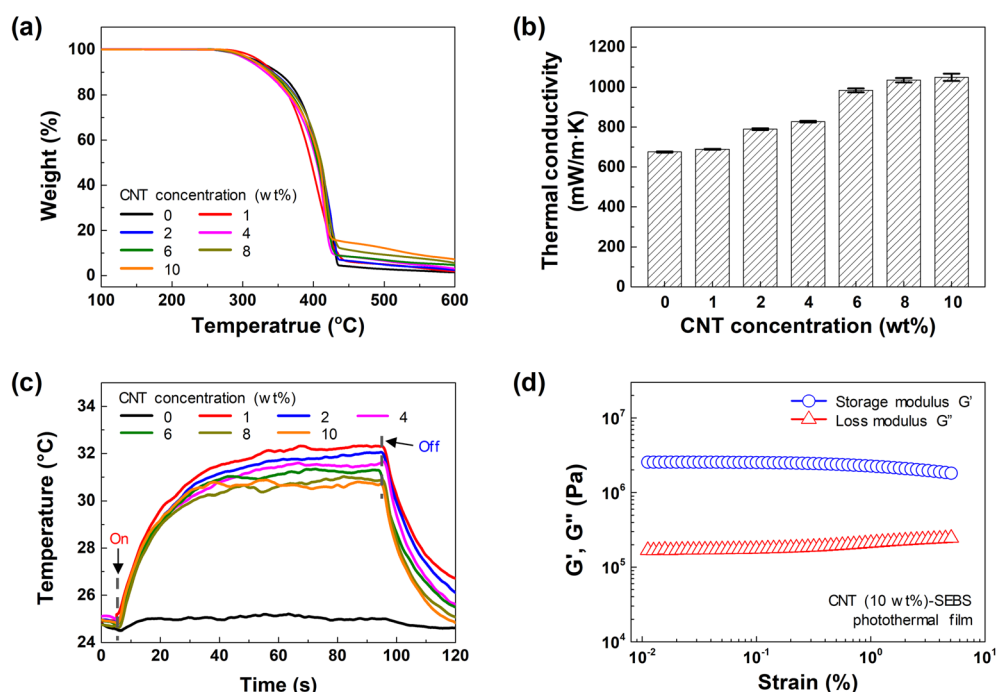 (a)
100
80
60
40
20
0
Weight (%)
CNT concentration (wt%)
0 1
2 4
6 8
10
100 200 300 400 500 600
Temperatrue (°C)
(b)
1200
1000
800
600
400
200
0
Thermal conductivity
(mW/m·K)
0 1 2 4 6 8 10
CNT concentration (wt%)
(c)
CNT concentration (wt%)
0 1 2 4
6 8 10
34
32
30
28
26
24
Temperature (°C)
On
Off
0 20 40 60 80 100 120
Time (s)
(d)
Storage modulus G'
Loss modulus G"
10⁷
10⁶
10⁵
10⁴
G', G" (Pa)
CNT (10 wt%)-SEBS
photothermal film
10⁻² 10⁻¹ 10⁰ 10¹
Strain (%)